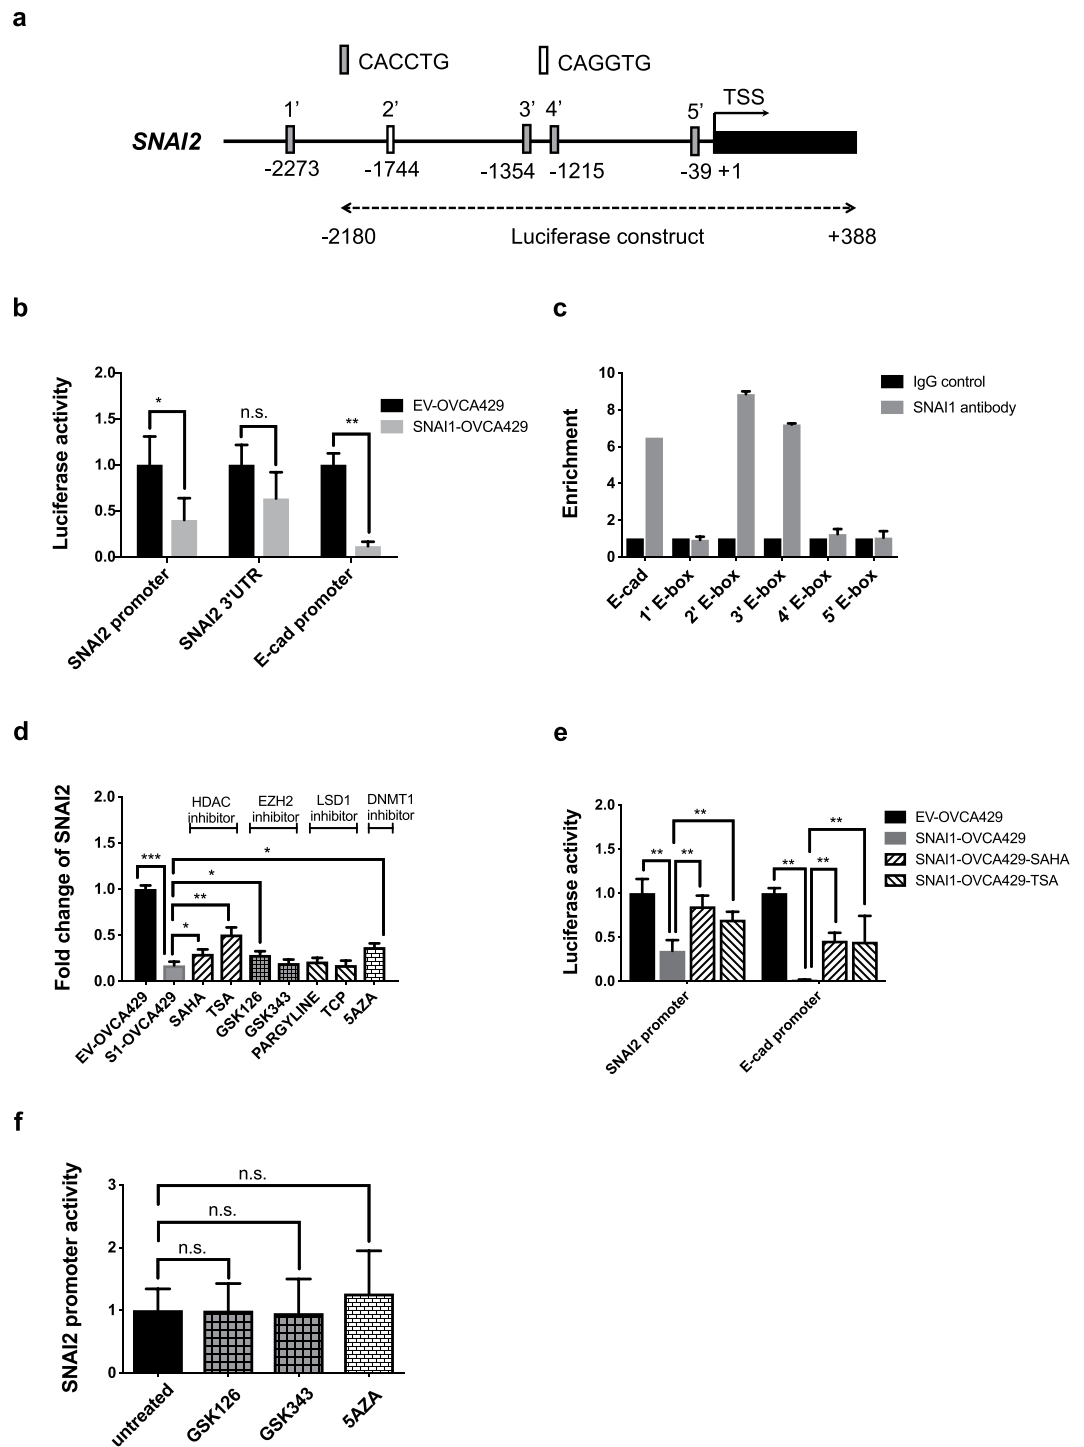 a
CACCTG
CAGGTG
1’ 2’ 3’ 4’ 5’ TSS
SNAI2
-2273 -1744 -1354 -1215 -39 +1
-2180 Luciferase construct +388
b
Luciferase activity
2.0
1.5
1.0
0.5
0.0
* n.s. **
EV-OVCA429
SNAI1-OVCA429
SNAI2 promoter
SNAI2 3'UTR
E-cad promoter
c
Enrichment
10
8
6
4
2
0
IgG control
SNAI1 antibody
E-cad
1' E-box
2' E-box
3' E-box
4' E-box
5' E-box
d
Fold change of SNAI2
2.0
1.5
1.0
0.5
0.0
HDAC
inhibitor
EZH2
inhibitor
LSD1
inhibitor
DNMT1
inhibitor
***
*
*
**
*
EV-OVCA429
S1-OVCA429
SAHA
TSA
GSK126
GSK343
PARGYLINE
TCP
5AZA
e
Luciferase activity
2.0
1.5
1.0
0.5
0.0
**
** **
**
** **
EV-OVCA429
SNAI1-OVCA429
SNAI1-OVCA429-SAHA
SNAI1-OVCA429-TSA
SNAI2 promoter
E-cad promoter
f
SNAI2 promoter activity
3
2
1
0
n.s.
n.s.
n.s.
untreated
GSK126
GSK343
5AZA